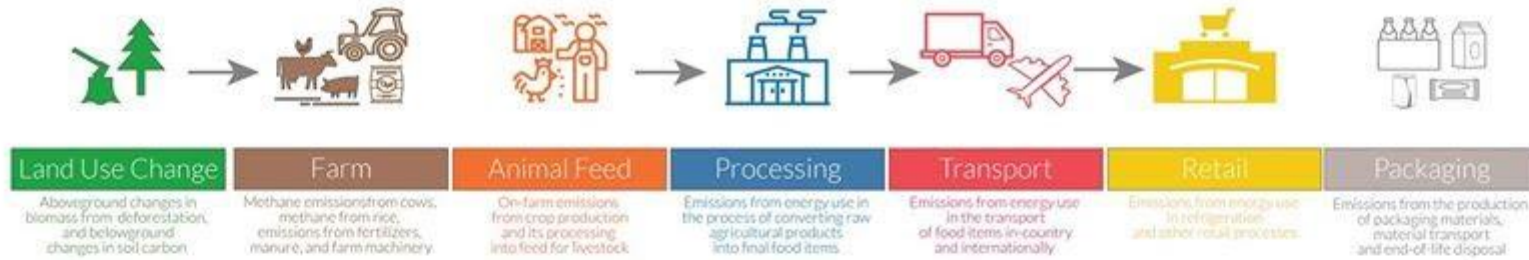 Land Use Change
Aboveground changes in
biomass from deforestation,
and belowground
changes in soil carbon
Farm
Methane emissionsfrom cows,
methane from rice,
emissions from fertilizers,
manure, and farm machinery
Animal Feed
On-farm emissions
from crop production
and its processing
into feed for livestock
Processing
Emissions from energy use in
the process of converting raw
agricultural products
into final food items
Transport
Emissions from energy use
in the transport
of food items in-country
and internationally
Retail
Emissions from energy use
in refrigeration
and other retail processes
Packaging
Emissions from the production
of packaging materials,
material transport
and end-of-life disposal